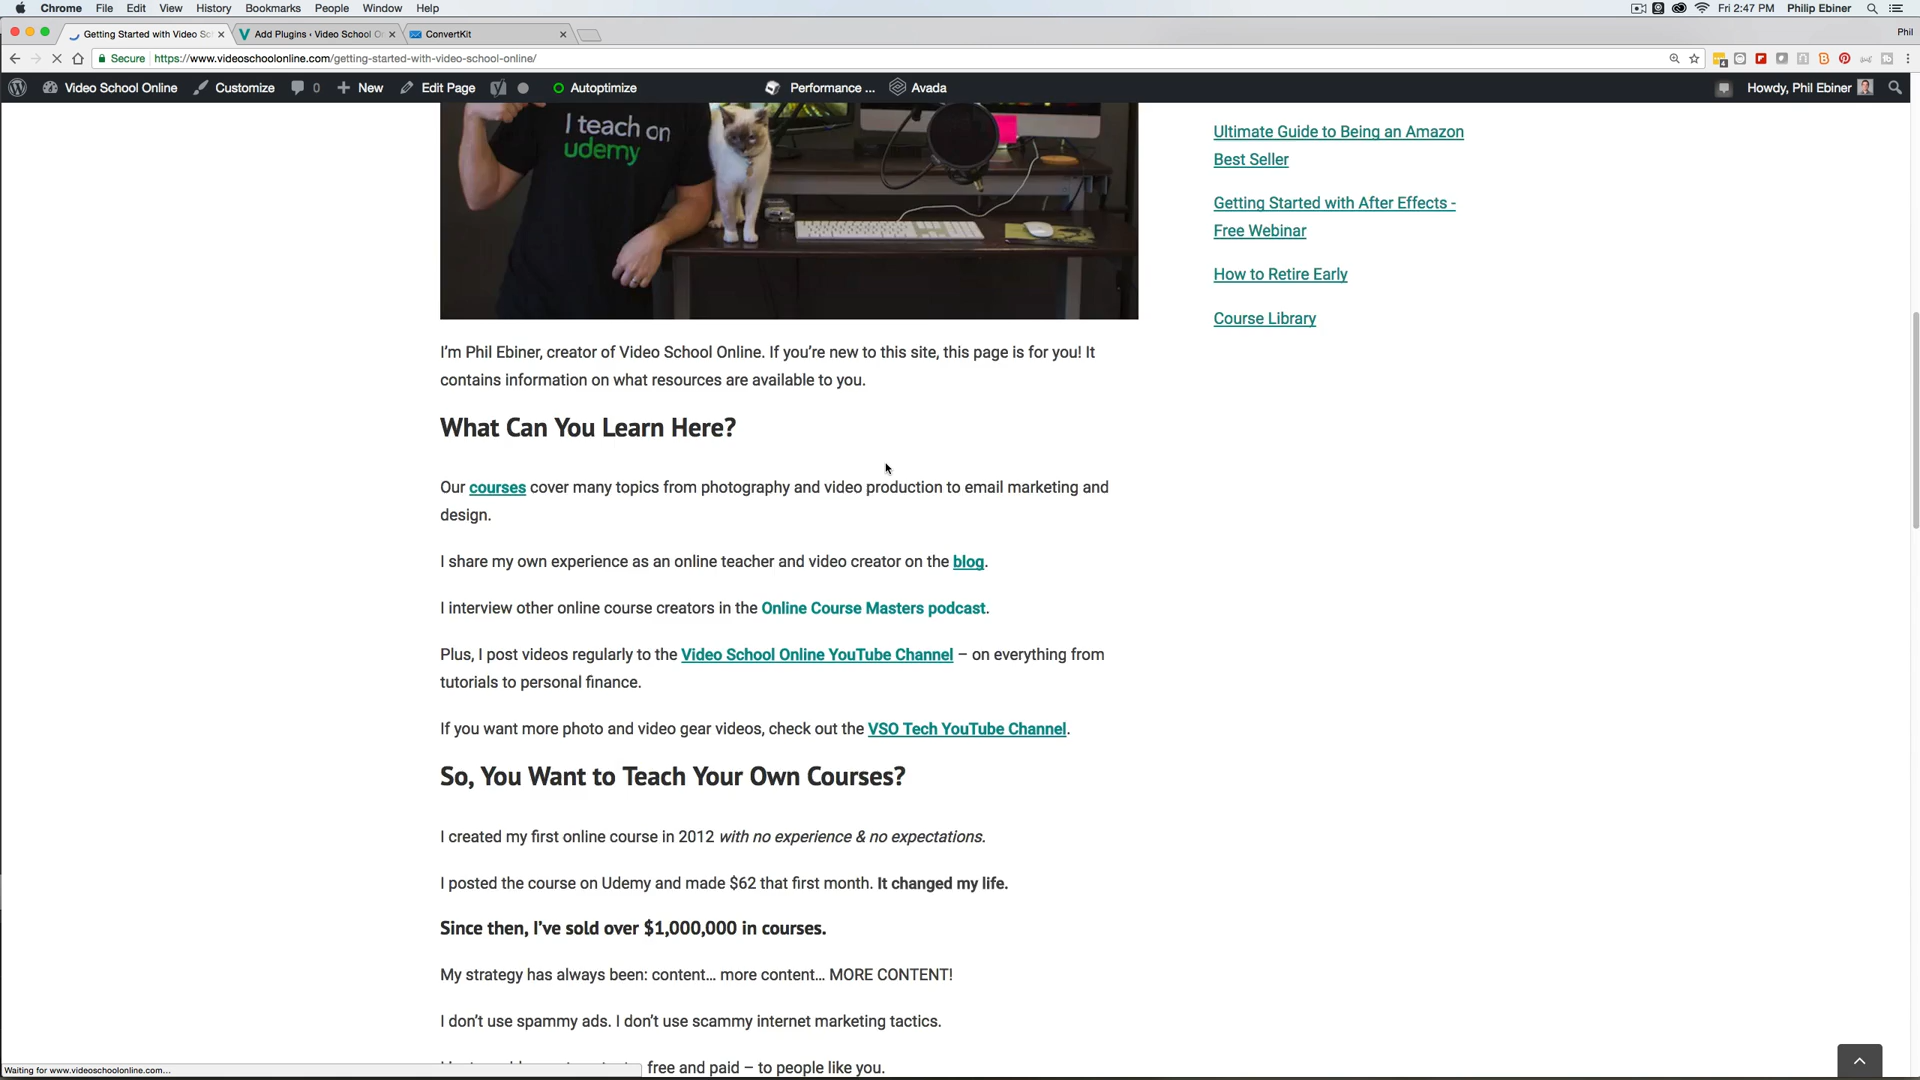 Chrome File Edit View History Bookmarks People Window Help Fri 2:47 PM Philip Ebiner
Getting Started with Video Sc Add Plugins ‹ Video School O ConvertKit Phil
Secure https://www.videoschoolonline.com/getting-started-with-video-school-online/
Video School Online Customize 0 New Edit Page Autoptimize Performance ... Avada Howdy, Phil Ebiner
I teach on
udemy
Ultimate Guide to Being an Amazon
Best Seller
Getting Started with After Effects -
Free Webinar
How to Retire Early
Course Library
I'm Phil Ebiner, creator of Video School Online. If you're new to this site, this page is for you! It
contains information on what resources are available to you.
What Can You Learn Here?
Our courses cover many topics from photography and video production to email marketing and
design.
I share my own experience as an online teacher and video creator on the blog.
I interview other online course creators in the Online Course Masters podcast.
Plus, I post videos regularly to the Video School Online YouTube Channel – on everything from
tutorials to personal finance.
If you want more photo and video gear videos, check out the VSO Tech YouTube Channel.
So, You Want to Teach Your Own Courses?
I created my first online course in 2012 with no experience & no expectations.
I posted the course on Udemy and made $62 that first month. It changed my life.
Since then, I've sold over $1,000,000 in courses.
My strategy has always been: content… more content… MORE CONTENT!
I don't use spammy ads. I don't use scammy internet marketing tactics.
free and paid – to people like you.
Waiting for www.videoschoolonline.com...